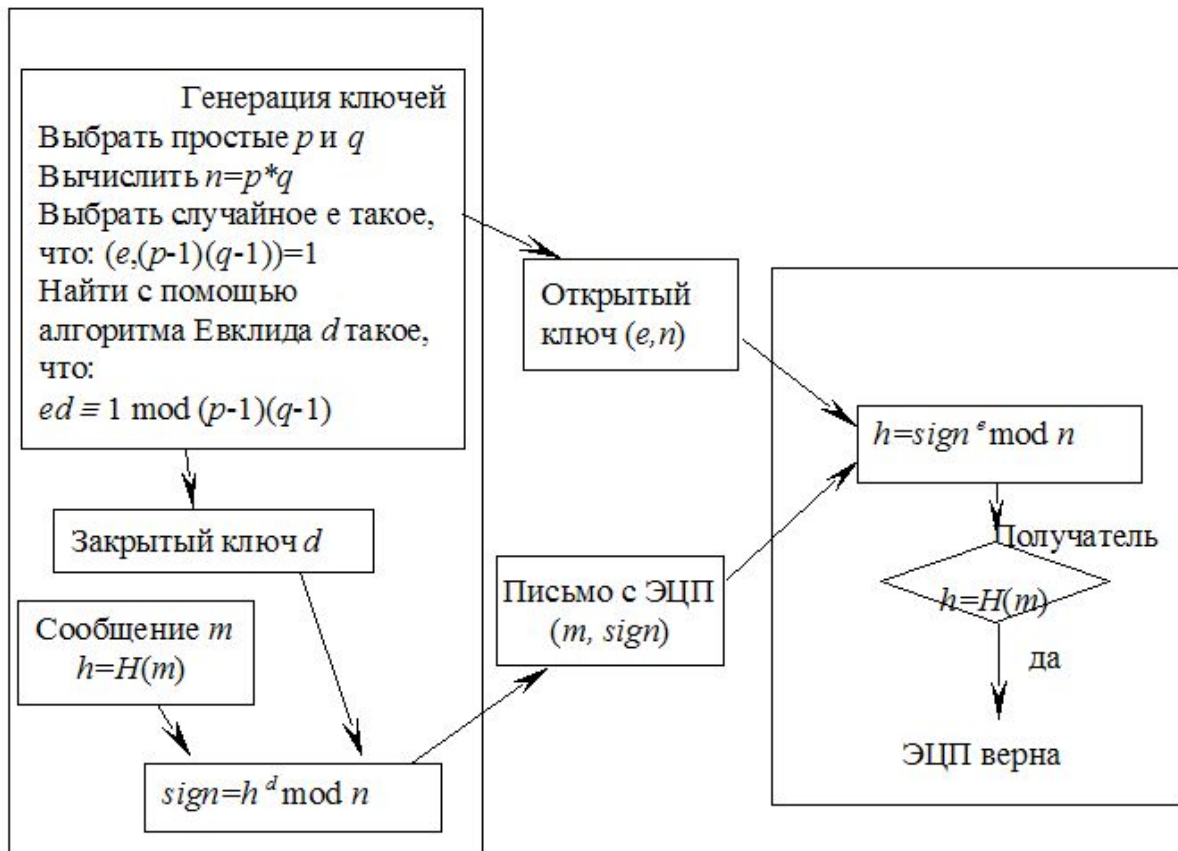 Генерация ключей
Выбрать простые p и q
Вычислить n=p*q
Выбрать случайное е такое,
что: (e,(p-1)(q-1))=1
Найти с помощью
алгоритма Евклида d такое,
что:
ed ≡ 1 mod (p-1)(q-1)
Закрытый ключ d
Сообщение m
h=H(m)
sign=h^d mod n
Открытый
ключ (e,n)
Письмо с ЭЦП
(m, sign)
h=sign^e mod n
Получатель
h=H(m)
да
ЭЦП верна